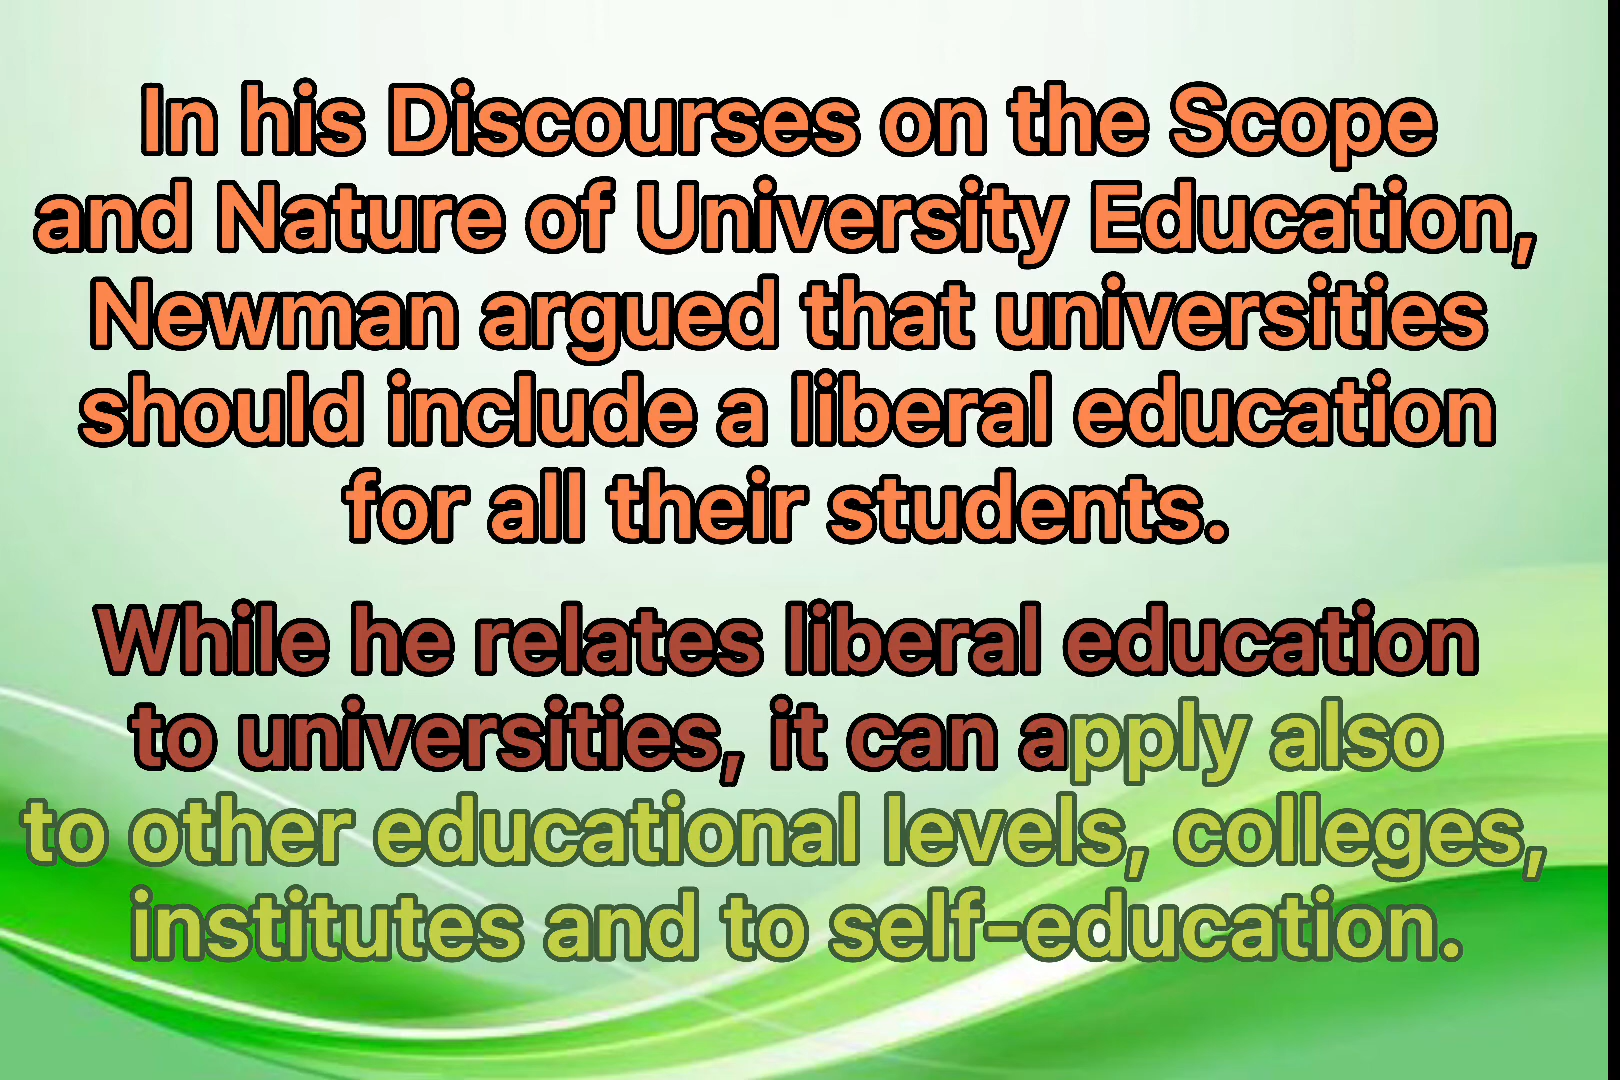 In his Discourses on the Scope
and Nature of University Education,
Newman argued that universities
should include a liberal education
for all their students.
While he relates liberal education
to universities, it can apply also
to other educational levels, colleges,
institutes and to self-education.